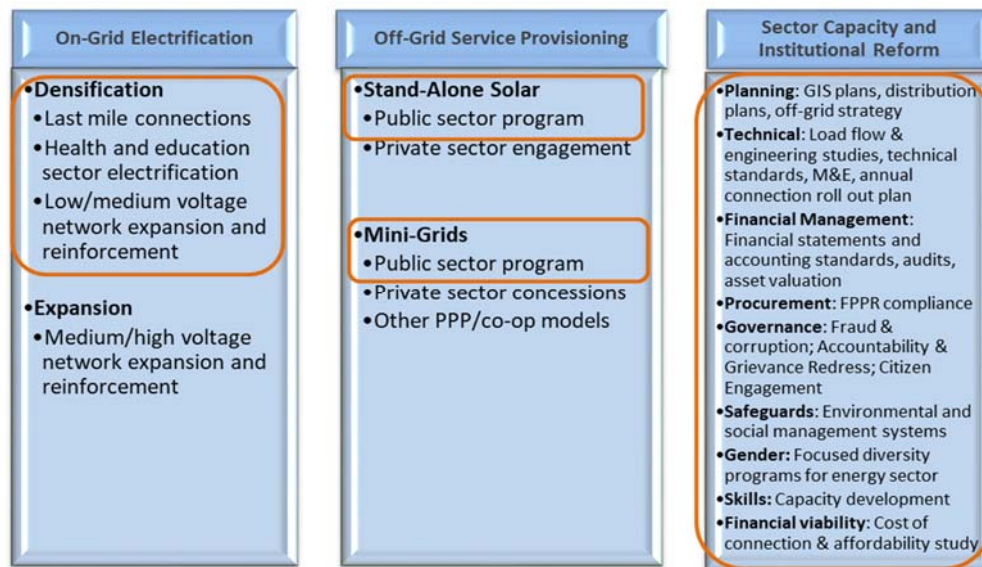 On-Grid Electrification
•Densification
•Last mile connections
•Health and education
sector electrification
•Low/medium voltage
network expansion and
reinforcement
•Expansion
•Medium/high voltage
network expansion and
reinforcement
Off-Grid Service Provisioning
•Stand-Alone Solar
•Public sector program
•Private sector engagement
•Mini-Grids
•Public sector program
•Private sector concessions
•Other PPP/co-op models
Sector Capacity and
Institutional Reform
•Planning: GIS plans, distribution
plans, off-grid strategy
•Technical: Load flow &
engineering studies, technical
standards, M&E, annual
connection roll out plan
•Financial Management:
Financial statements and
accounting standards, audits,
asset valuation
•Procurement: FPPR compliance
•Governance: Fraud &
corruption; Accountability &
Grievance Redress; Citizen
Engagement
•Safeguards: Environmental and
social management systems
•Gender: Focused diversity
programs for energy sector
•Skills: Capacity development
•Financial viability: Cost of
connection & affordability study